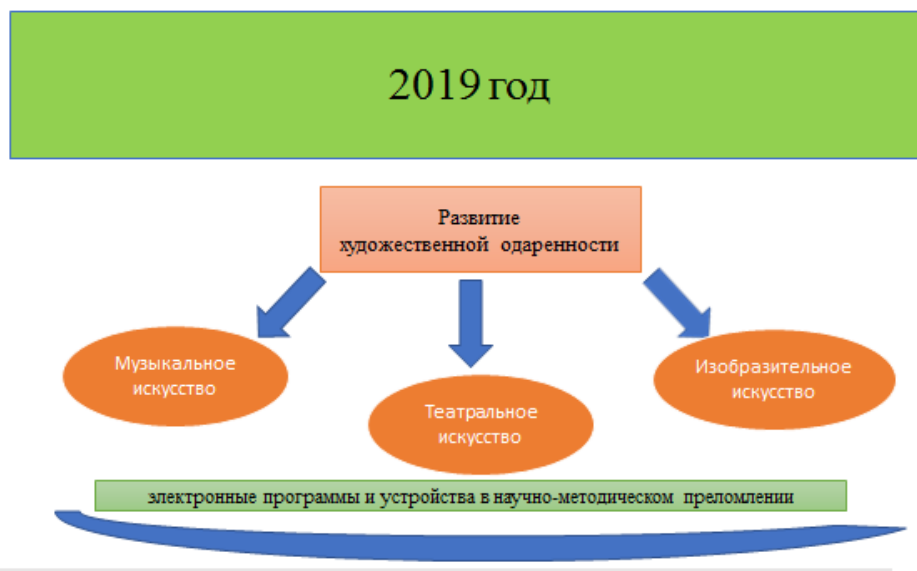 2019 год
Развитие
художественной одаренности
Музыкальное
искусство
Театральное
искусство
Изобразительное
искусство
электронные программы и устройства в научно-методическом преломлении